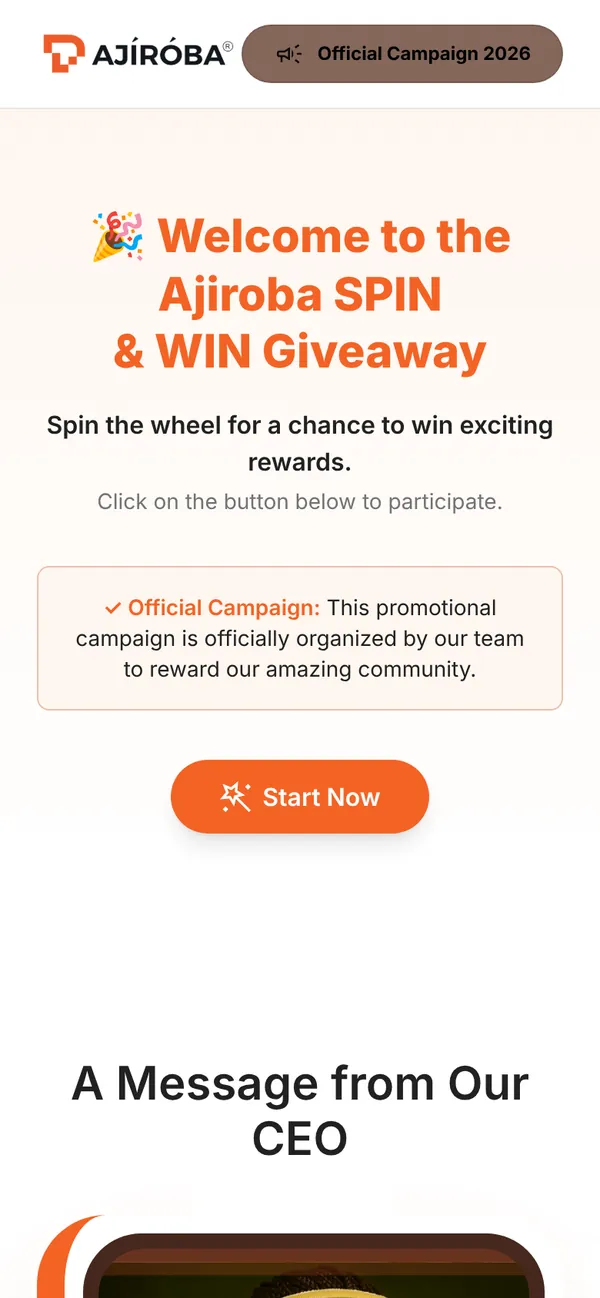 AJÍRÓBA®
Official Campaign 2026
🎉 Welcome to the
Ajiroba SPIN
& WIN Giveaway
Spin the wheel for a chance to win exciting
rewards.
Click on the button below to participate.
✓ Official Campaign: This promotional
campaign is officially organized by our team
to reward our amazing community.
Start Now
A Message from Our
CEO